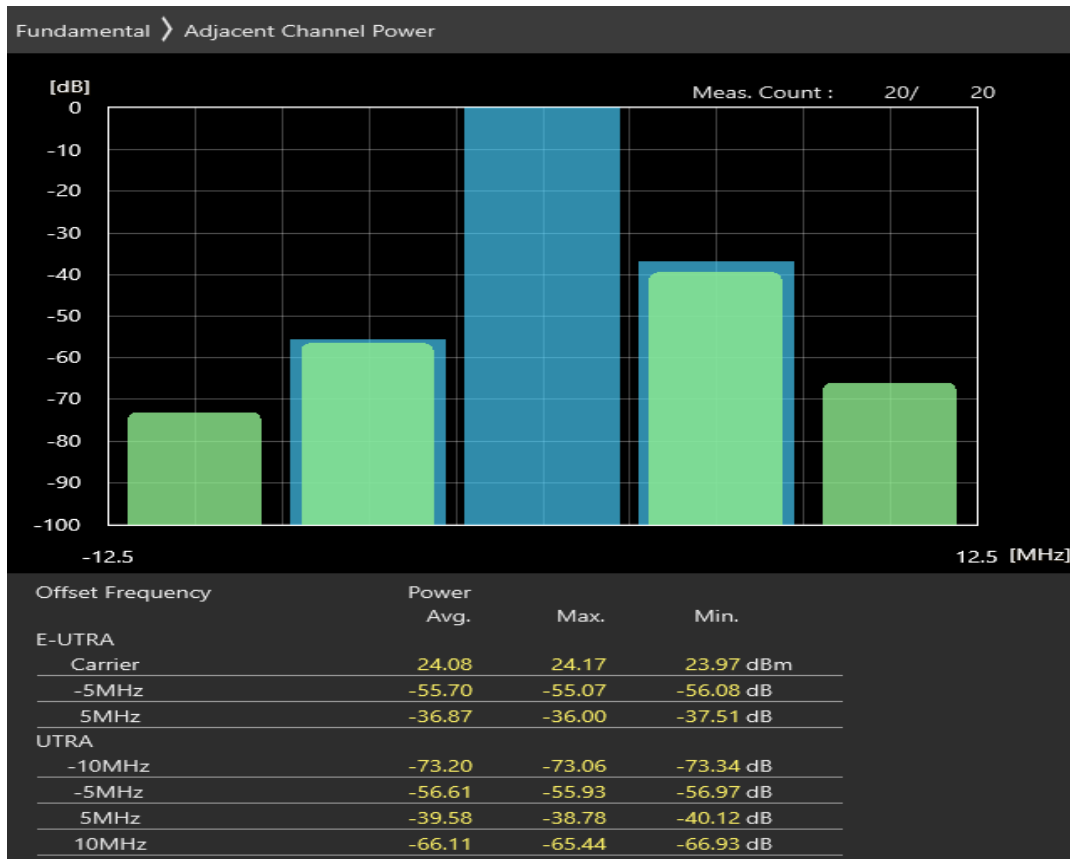 Fundamental ❯ Adjacent Channel Power
[dB]
Meas. Count : 20/ 20
0
-10
-20
-30
-40
-50
-60
-70
-80
-90
-100
-12.5 12.5 [MHz]
Offset Frequency Power
Avg. Max. Min.
E-UTRA
Carrier 24.08 24.17 23.97 dBm
-5MHz -55.70 -55.07 -56.08 dB
5MHz -36.87 -36.00 -37.51 dB
UTRA
-10MHz -73.20 -73.06 -73.34 dB
-5MHz -56.61 -55.93 -56.97 dB
5MHz -39.58 -38.78 -40.12 dB
10MHz -66.11 -65.44 -66.93 dB